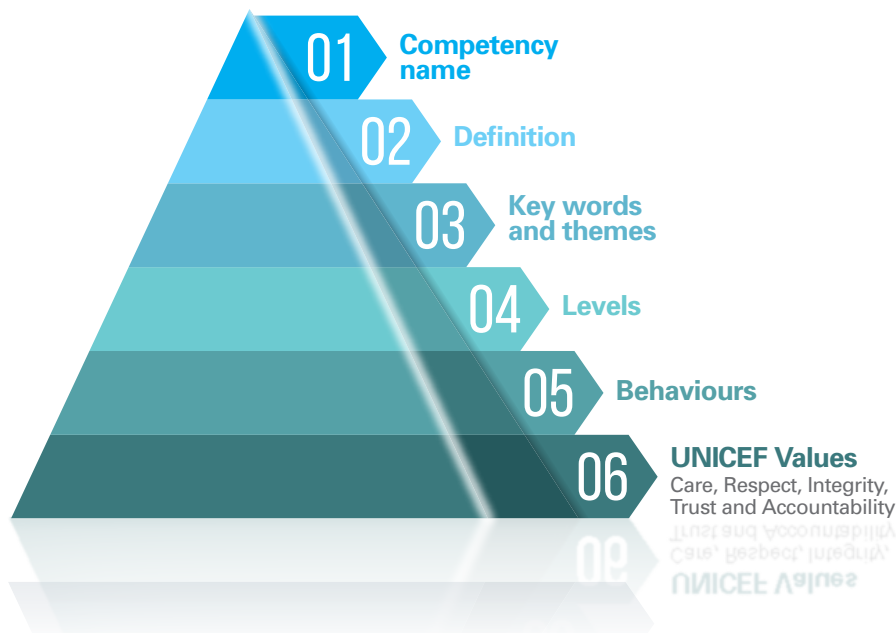 01
Competency
name
02
Definition
03
Key words
and themes
04
Levels
05
Behaviours
06
UNICEF Values
Care, Respect, Integrity,
Trust and Accountability